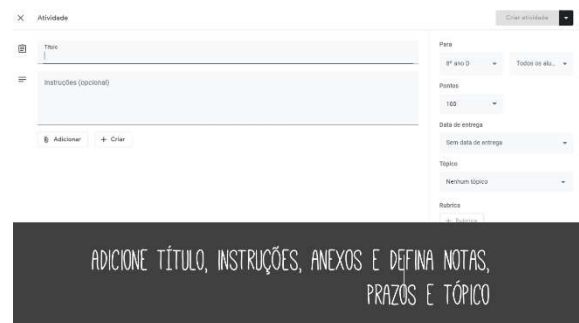 Atividade
Criar atividade
Título
Instruções (opcional)
Adicionar
+ Criar
Para
8º ano D
Todos os alu...
Pontos
100
Data de entrega
Sem data de entrega
Tópico
Nenhum tópico
Rubrica
+ Rubrica
ADICIONE TÍTULO, INSTRUÇÕES, ANEXOS E DEFINA NOTAS,
PRAZOS E TÓPICO